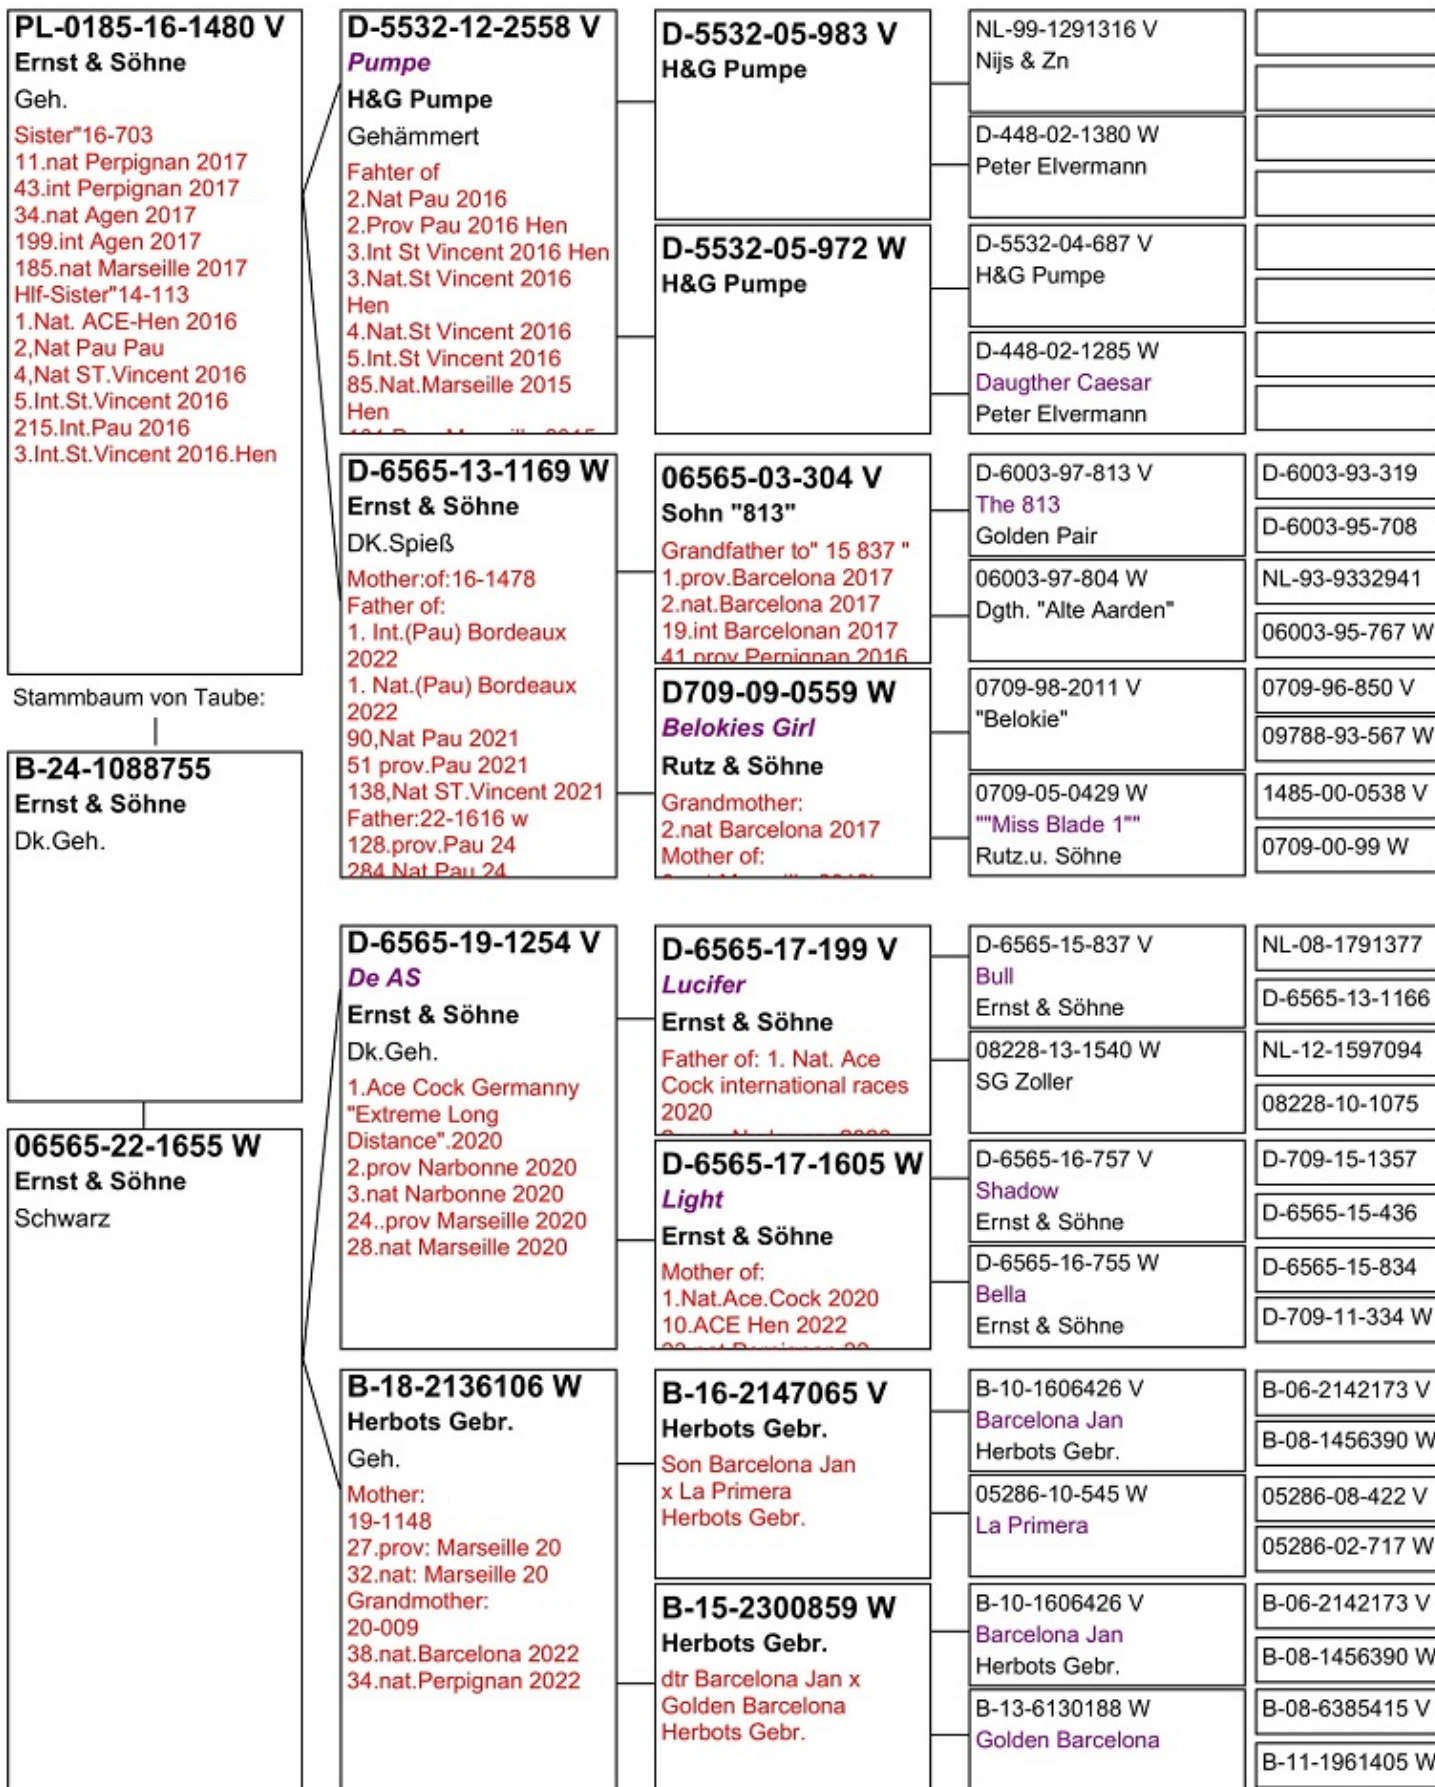 PL-0185-16-1480 V
Ernst & Söhne
Geh.
Sister"16-703
11.nat Perpignan 2017
43.int Perpignan 2017
34.nat Agen 2017
199.int Agen 2017
185.nat Marseille 2017
Hlf-Sister"14-113
1.Nat. ACE-Hen 2016
2,Nat Pau Pau
4,Nat ST.Vincent 2016
5.Int.St.Vincent 2016
215.Int.Pau 2016
3.Int.St.Vincent 2016.Hen
Stammbaum von Taube:
B-24-1088755
Ernst & Söhne
Dk.Geh.
06565-22-1655 W
Ernst & Söhne
Schwarz
D-5532-12-2558 V
Pumpe
H&G Pumpe
Gehämmert
Fahter of
2.Nat Pau 2016
2.Prov Pau 2016 Hen
3.Int St Vincent 2016 Hen
3.Nat.St Vincent 2016
Hen
4.Nat.St Vincent 2016
5.Int.St Vincent 2016
85.Nat.Marseille 2015
Hen
D-6565-13-1169 W
Ernst & Söhne
DK.Spieß
Mother:of:16-1478
Father of:
1. Int.(Pau) Bordeaux
2022
1. Nat.(Pau) Bordeaux
2022
90,Nat Pau 2021
51 prov.Pau 2021
138,Nat ST.Vincent 2021
Father:22-1616 w
128.prov.Pau 24
284 Nat Pau 24
D-6565-19-1254 V
De AS
Ernst & Söhne
Dk.Geh.
1.Ace Cock Germanny
"Extreme Long
Distance".2020
2.prov Narbonne 2020
3.nat Narbonne 2020
24..prov Marseille 2020
28.nat Marseille 2020
B-18-2136106 W
Herbots Gebr.
Geh.
Mother:
19-1148
27.prov: Marseille 20
32.nat: Marseille 20
Grandmother:
20-009
38.nat.Barcelona 2022
34.nat.Perpignan 2022
D-5532-05-983 V
H&G Pumpe
D-5532-05-972 W
H&G Pumpe
06565-03-304 V
Sohn "813"
Grandfather to" 15 837 "
1.prov.Barcelona 2017
2.nat.Barcelona 2017
19.int Barcelonan 2017
41 prov Perpignan 2016
D709-09-0559 W
Belokies Girl
Rutz & Söhne
Grandmother:
2.nat Barcelona 2017
Mother of:
D-6565-17-199 V
Lucifer
Ernst & Söhne
Father of: 1. Nat. Ace
Cock international races
2020
D-6565-17-1605 W
Light
Ernst & Söhne
Mother of:
1.Nat.Ace.Cock 2020
10.ACE Hen 2022
B-16-2147065 V
Herbots Gebr.
Son Barcelona Jan
x La Primera
Herbots Gebr.
B-15-2300859 W
Herbots Gebr.
dtr Barcelona Jan x
Golden Barcelona
Herbots Gebr.
NL-99-1291316 V
Nijs & Zn
D-448-02-1380 W
Peter Elvermann
D-5532-04-687 V
H&G Pumpe
D-448-02-1285 W
Daugther Caesar
Peter Elvermann
D-6003-97-813 V
The 813
Golden Pair
06003-97-804 W
Dgth. "Alte Aarden"
0709-98-2011 V
"Belokie"
0709-05-0429 W
""Miss Blade 1""
Rutz.u. Söhne
D-6565-15-837 V
Bull
Ernst & Söhne
08228-13-1540 W
SG Zoller
D-6565-16-757 V
Shadow
Ernst & Söhne
D-6565-16-755 W
Bella
Ernst & Söhne
B-10-1606426 V
Barcelona Jan
Herbots Gebr.
05286-10-545 W
La Primera
B-10-1606426 V
Barcelona Jan
Herbots Gebr.
B-13-6130188 W
Golden Barcelona
D-6003-93-319
D-6003-95-708
NL-93-9332941
06003-95-767 W
0709-96-850 V
09788-93-567 W
1485-00-0538 V
0709-00-99 W
NL-08-1791377
D-6565-13-1166
NL-12-1597094
08228-10-1075
D-709-15-1357
D-6565-15-436
D-6565-15-834
D-709-11-334 W
B-06-2142173 V
B-08-1456390 W
05286-08-422 V
05286-02-717 W
B-06-2142173 V
B-08-1456390 W
B-08-6385415 V
B-11-1961405 W